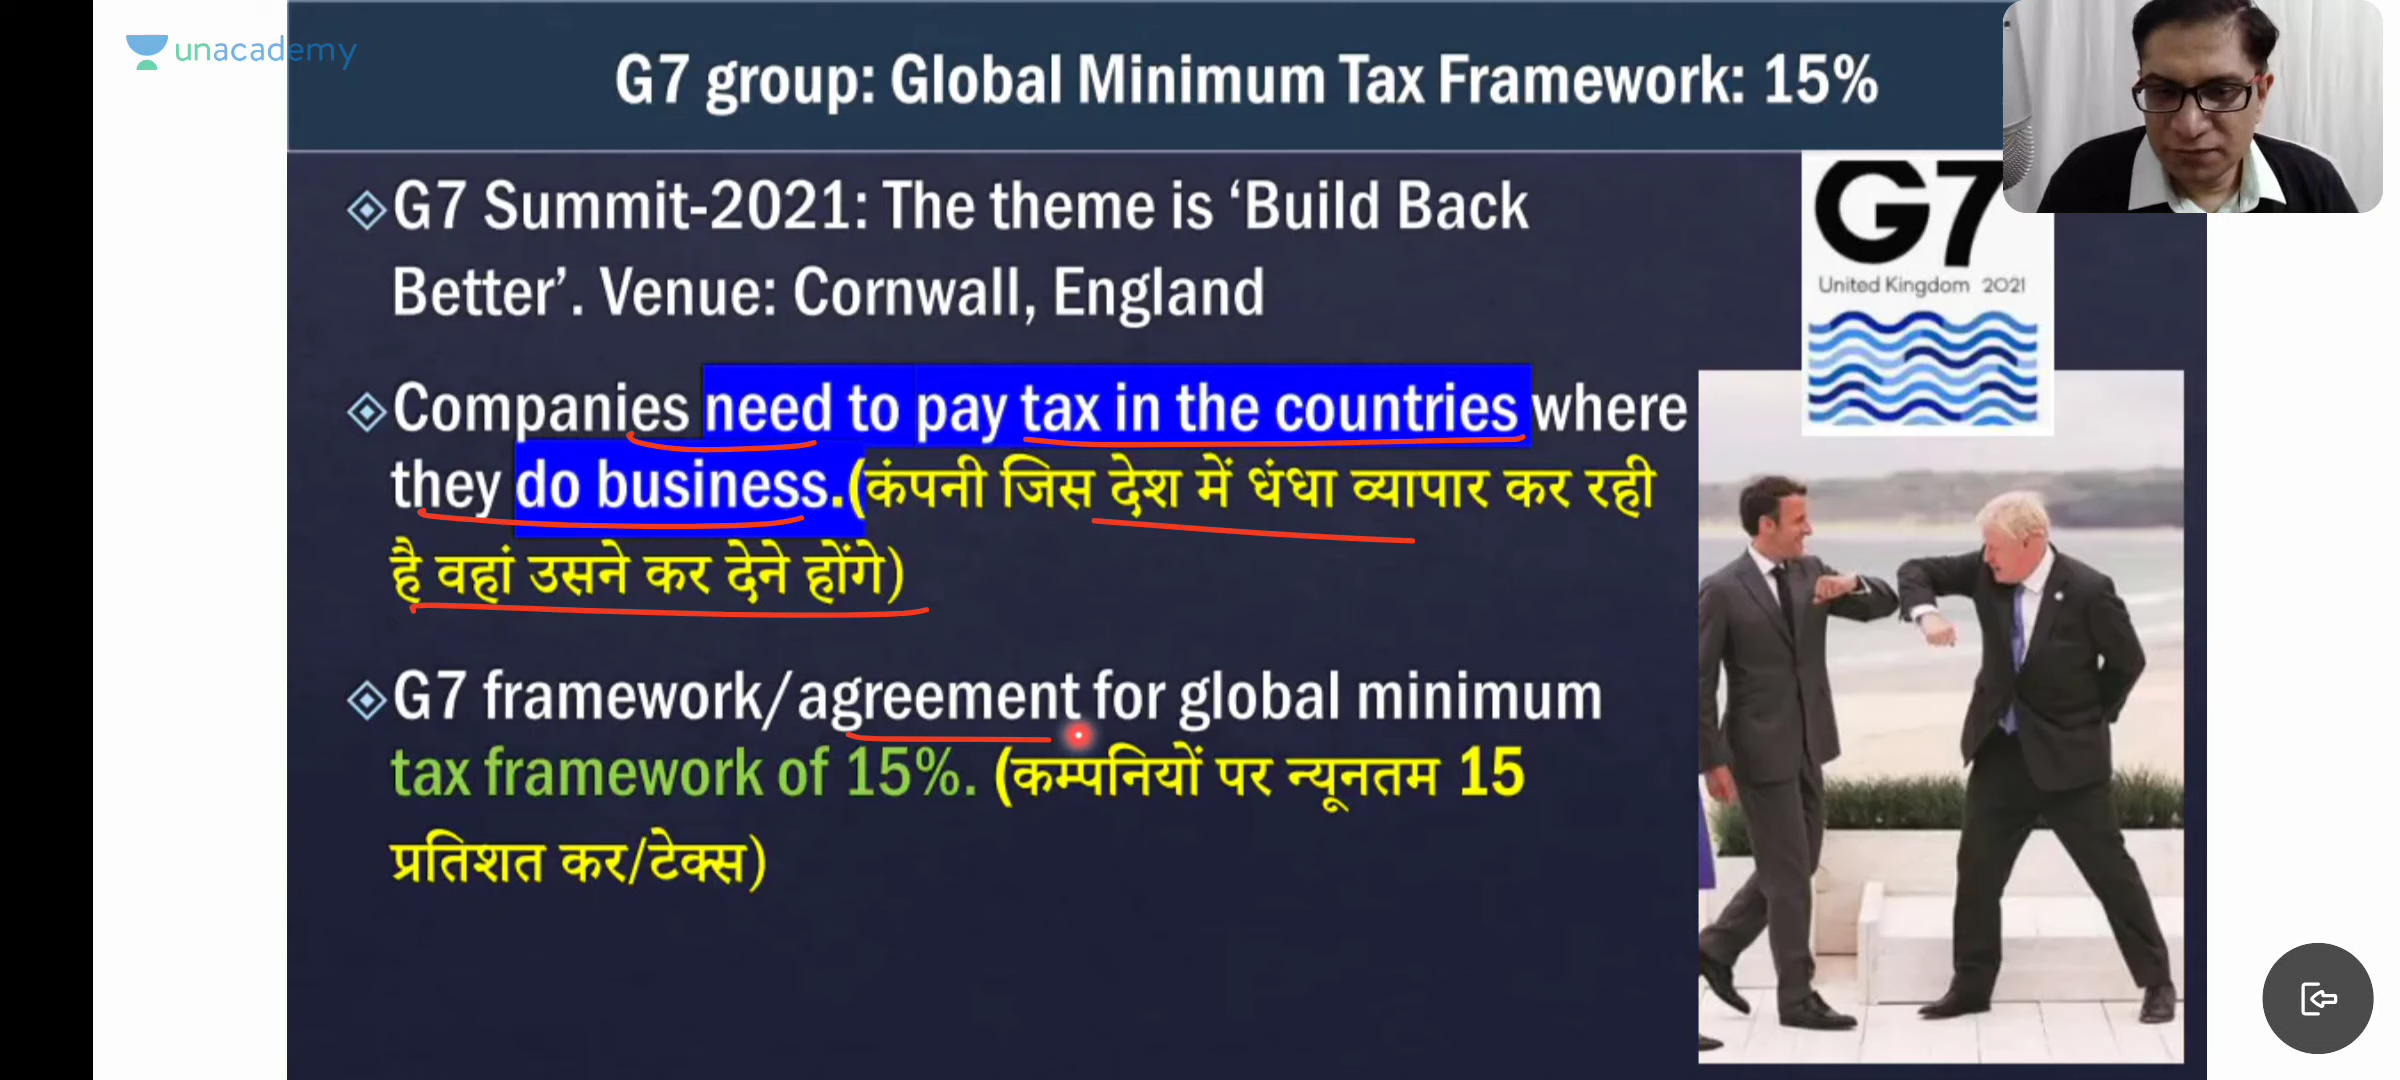 unacademy
G7 group: Global Minimum Tax Framework: 15%
G7 Summit-2021: The theme is ‘Build Back
Better’. Venue: Cornwall, England
G7
United Kingdom 2021
Companies need to pay tax in the countries where
they do business.(कंपनी जिस देश में धंधा व्यापार कर रही
है वहां उसने कर देने होंगे)
G7 framework/agreement for global minimum
tax framework of 15%. (कम्पनियों पर न्यूनतम 15
प्रतिशत कर/टेक्स)